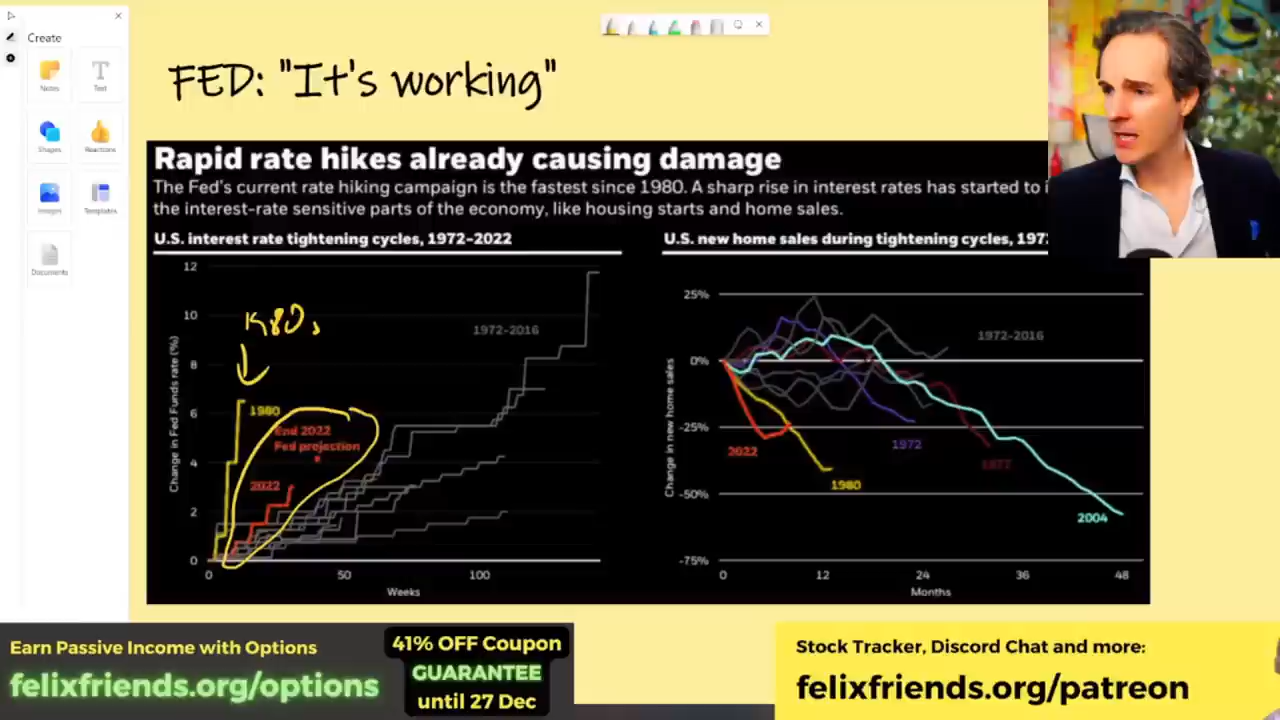 Create
Notes
Text
Shapes
Reactions
Images
Templates
Documents
FED: "It's working"
Rapid rate hikes already causing damage
The Fed's current rate hiking campaign is the fastest since 1980. A sharp rise in interest rates has started to
the interest-rate sensitive parts of the economy, like housing starts and home sales.
U.S. interest rate tightening cycles, 1972-2022
Change in Fed Funds rate (%)
12
10
8
6
4
2
0
1980s
1972-2016
1980
End 2022
Fed projection
2022
0
50
100
Weeks
U.S. new home sales during tightening cycles,
Change in new home sales
25%
0%
-25%
-50%
-75%
1972-2016
2022
1972
1977
1980
2004
0
12
24
36
48
Months
Earn Passive Income with Options
felixfriends.org/options
41% OFF Coupon
GUARANTEE
until 27 Dec
Stock Tracker, Discord Chat and more:
felixfriends.org/patreon